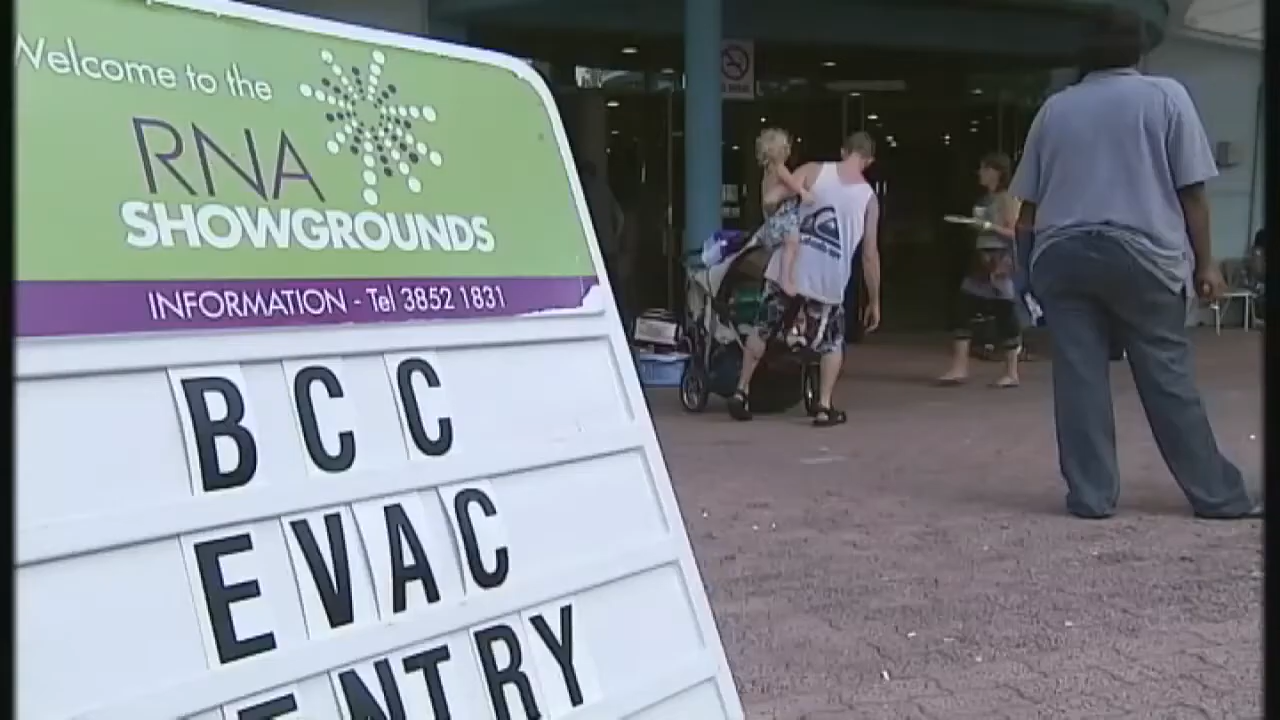 Welcome to the
RNA
SHOWGROUNDS
INFORMATION - Tel 3852 1831
BCC
EVAC
ENTRY